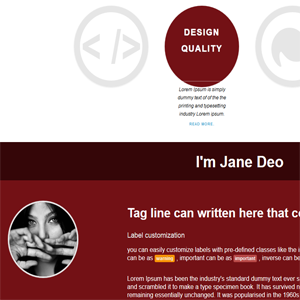 DESIGN
QUALITY
Lorem Ipsum is simply
dummy text of the the
printing and typesetting
industry Lorem Ipsum.
READ MORE
I'm Jane Deo
Tag line can written here that
Label customization
you can easily customize labels with pre-defined classes like the
can be as warning , important can be as important , inverse can be
Lorem Ipsum has been the industry's standard dummy text ever
and scrambled it to make a type specimen book. It has survived
remaining essentially unchanged. It was popularised in the 1960s